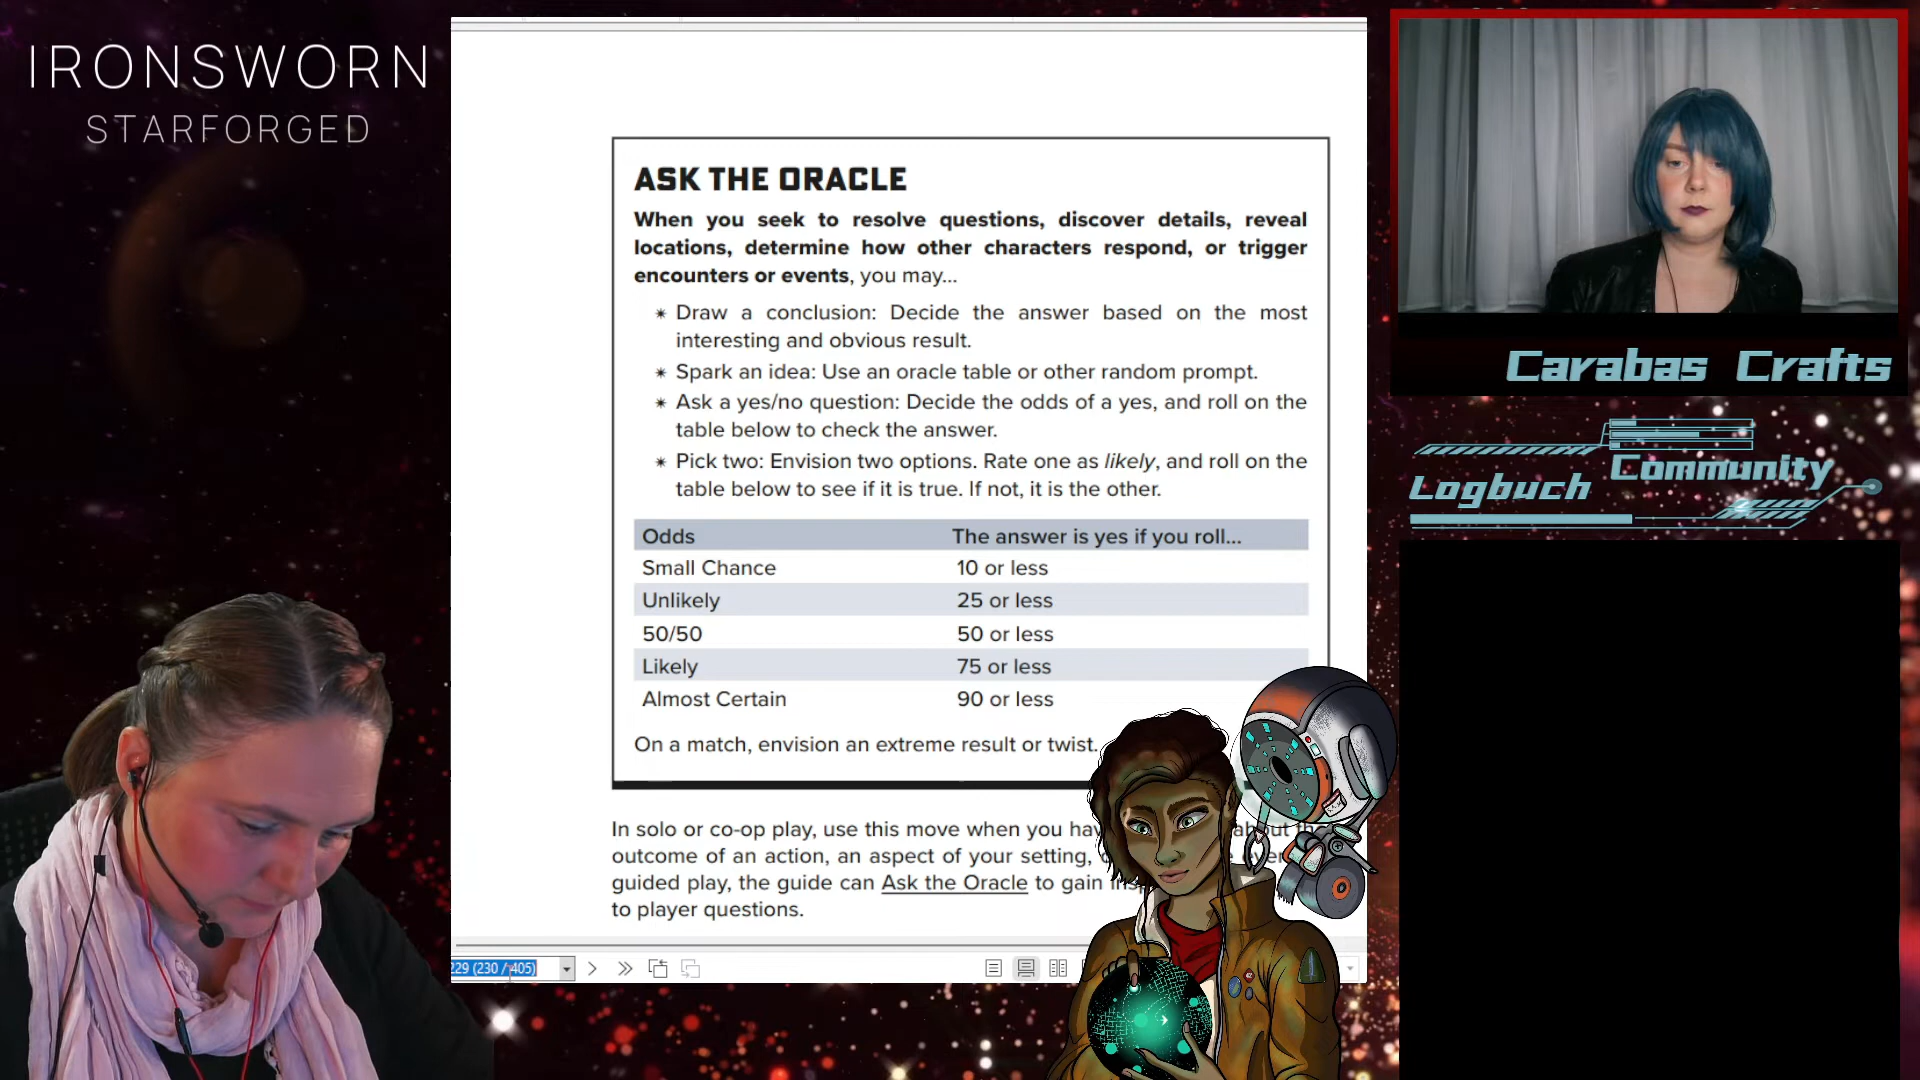 IRONSWORN
STARFORGED
ASK THE ORACLE
When you seek to resolve questions, discover details, reveal
locations, determine how other characters respond, or trigger
encounters or events, you may...
✴ Draw a conclusion: Decide the answer based on the most
interesting and obvious result.
✴ Spark an idea: Use an oracle table or other random prompt.
✴ Ask a yes/no question: Decide the odds of a yes, and roll on the
table below to check the answer.
✴ Pick two: Envision two options. Rate one as likely, and roll on the
table below to see if it is true. If not, it is the other.
Odds The answer is yes if you roll...
Small Chance 10 or less
Unlikely 25 or less
50/50 50 or less
Likely 75 or less
Almost Certain 90 or less
On a match, envision an extreme result or twist.
In solo or co-op play, use this move when you about
outcome of an action, an aspect of your setting,
guided play, the guide can Ask the Oracle to gain
to player questions.
229 (230 / 405)
Carabas Crafts
Logbuch Community